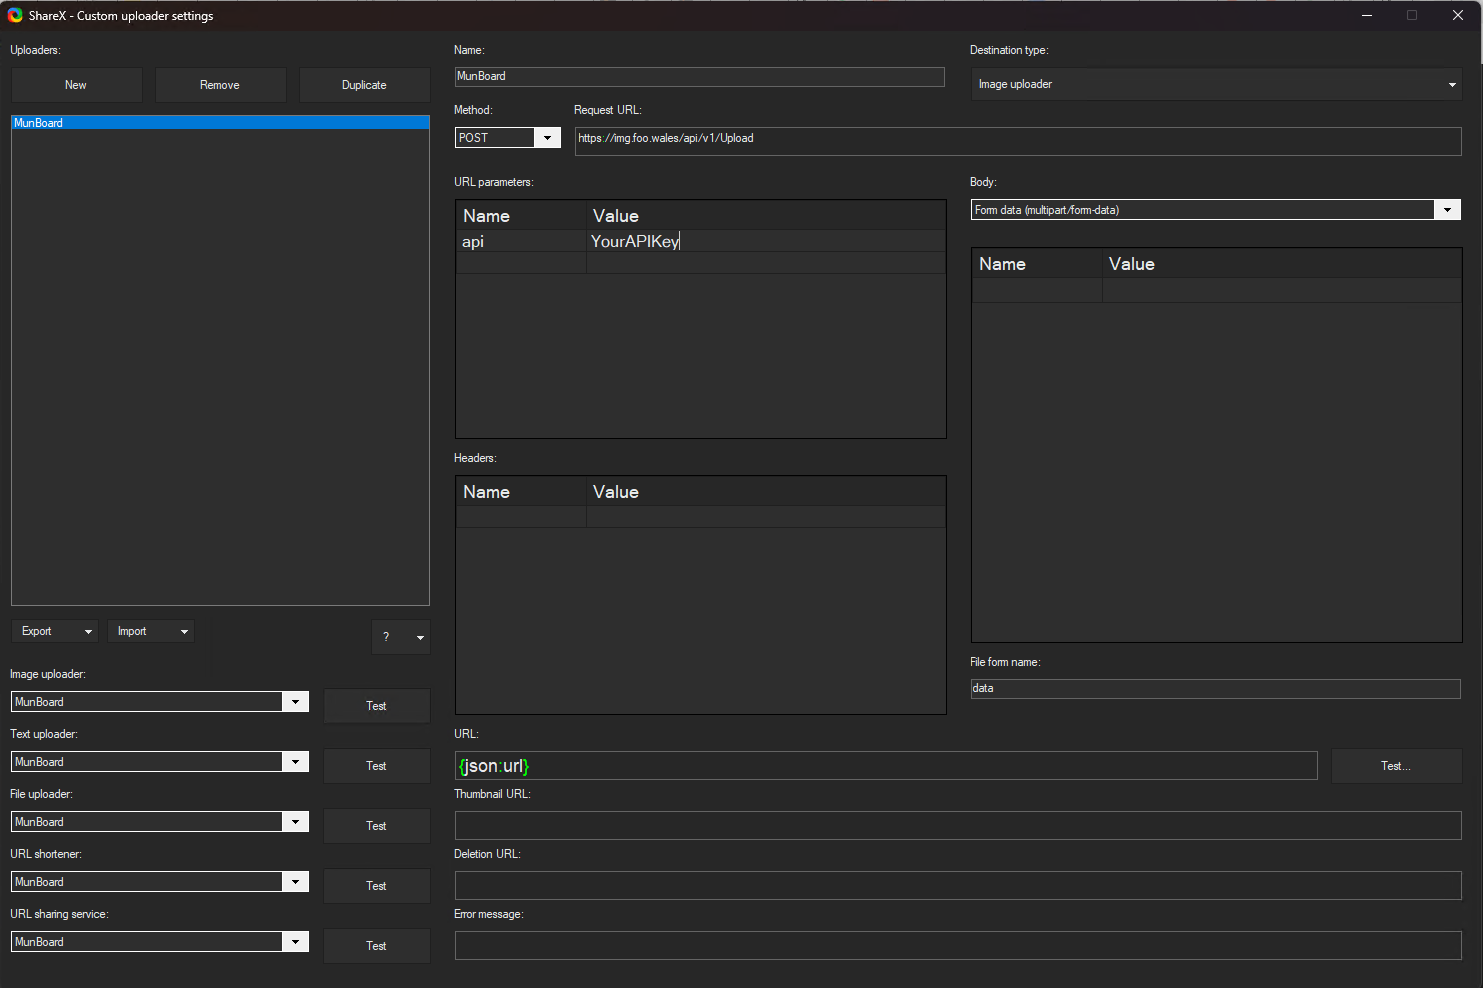 ShareX - Custom uploader settings
Uploaders:
New
Remove
Duplicate
MunBoard
Export
Import
?
Image uploader:
MunBoard
Test
Text uploader:
MunBoard
Test
File uploader:
MunBoard
Test
URL shortener:
MunBoard
Test
URL sharing service:
MunBoard
Test
Name:
MunBoard
Destination type:
Image uploader
Method:
POST
Request URL:
https://img.foo.wales/api/v1/Upload
URL parameters:
Name Value
api YourAPIKey
Headers:
Name Value
Body:
Form data (multipart/form-data)
Name Value
File form name:
data
URL:
{json:url}
Test...
Thumbnail URL:
Deletion URL:
Error message: